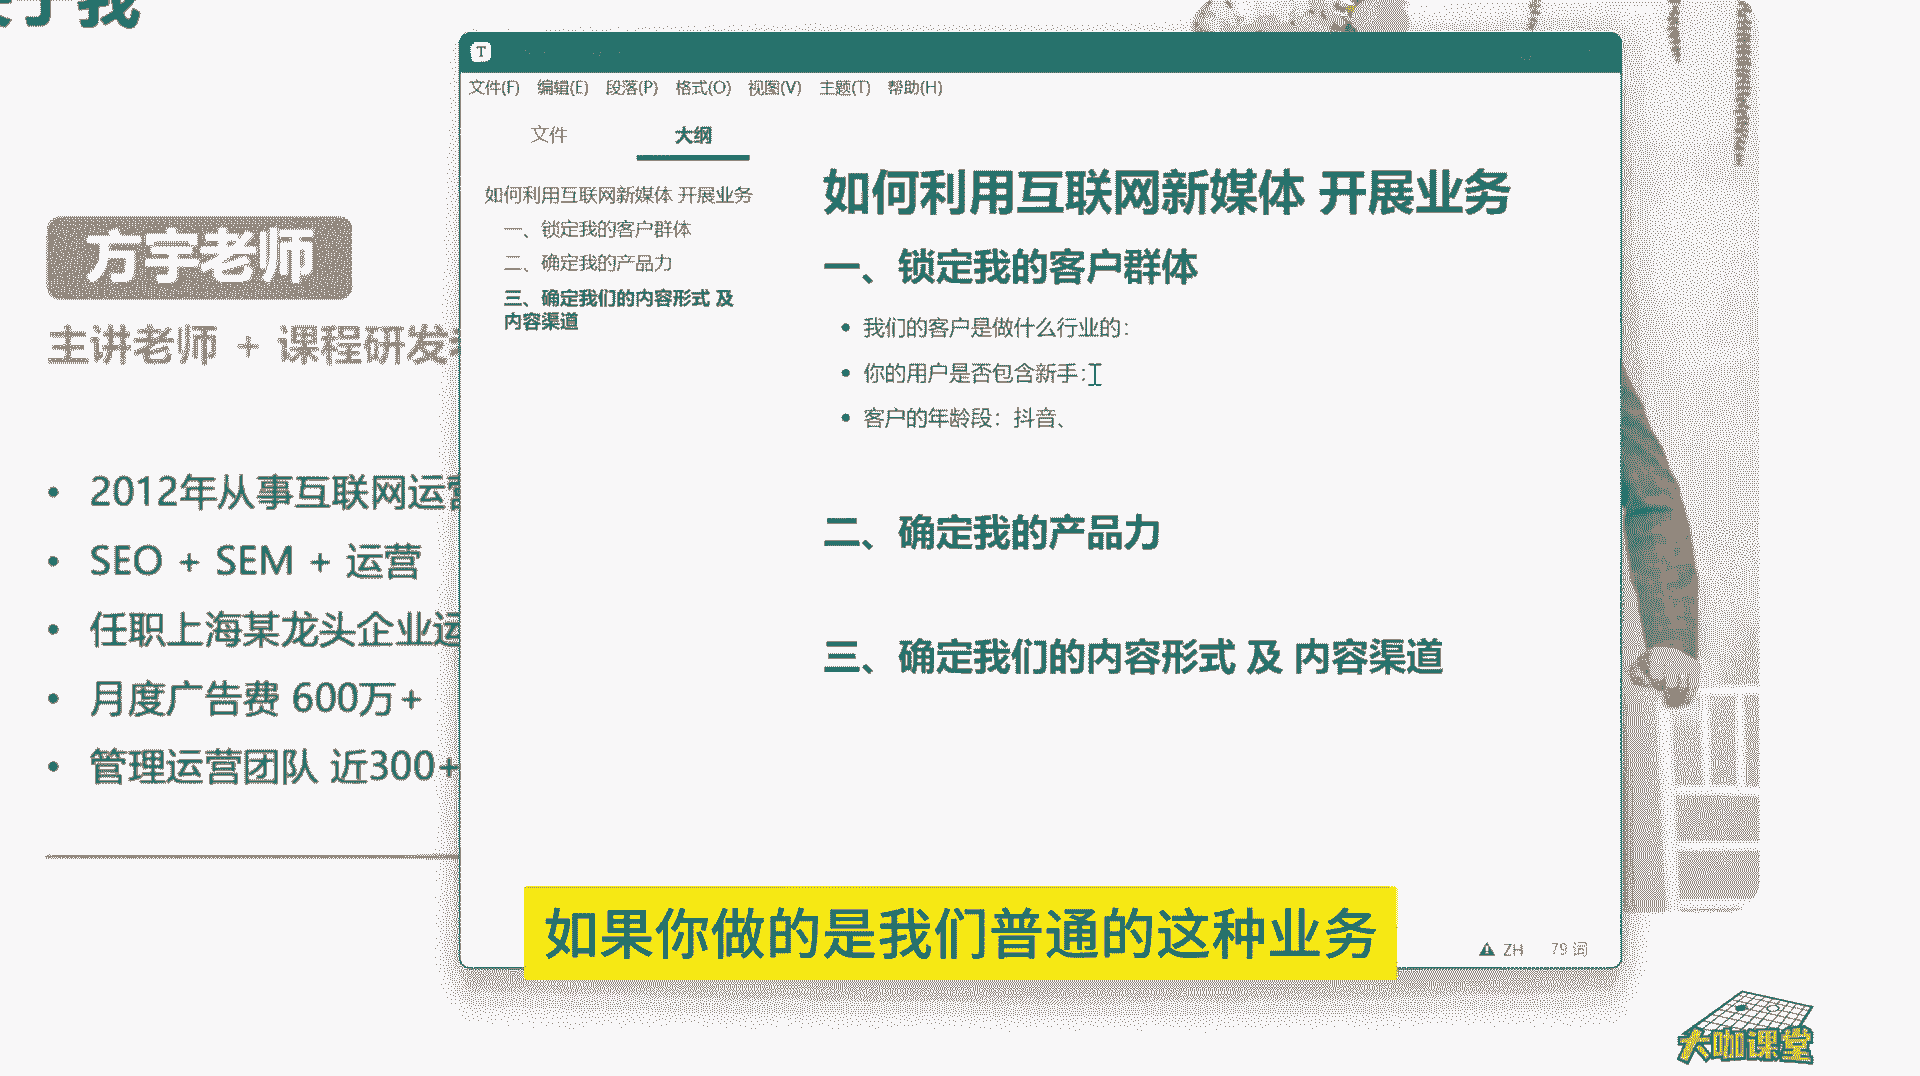 方宇老师
主讲老师 + 课程研发
2012年从事互联网运营
SEO + SEM + 运营
任职上海某龙头企业运
月度广告费 600万+
管理运营团队 近300+
T
文件(F) 编辑(E) 段落(P) 格式(O) 视图(V) 主题(T) 帮助(H)
文件 大纲
如何利用互联网新媒体 开展业务
一、锁定我的客户群体
二、确定我的产品力
三、确定我们的内容形式 及
内容渠道
如何利用互联网新媒体 开展业务
一、锁定我的客户群体
我们的客户是做什么行业的：
你的用户是否包含新手：
客户的年龄段：抖音、
二、确定我的产品力
三、确定我们的内容形式 及 内容渠道
如果你做的是我们普通的这种业务
ZH 79 词
大咖课堂